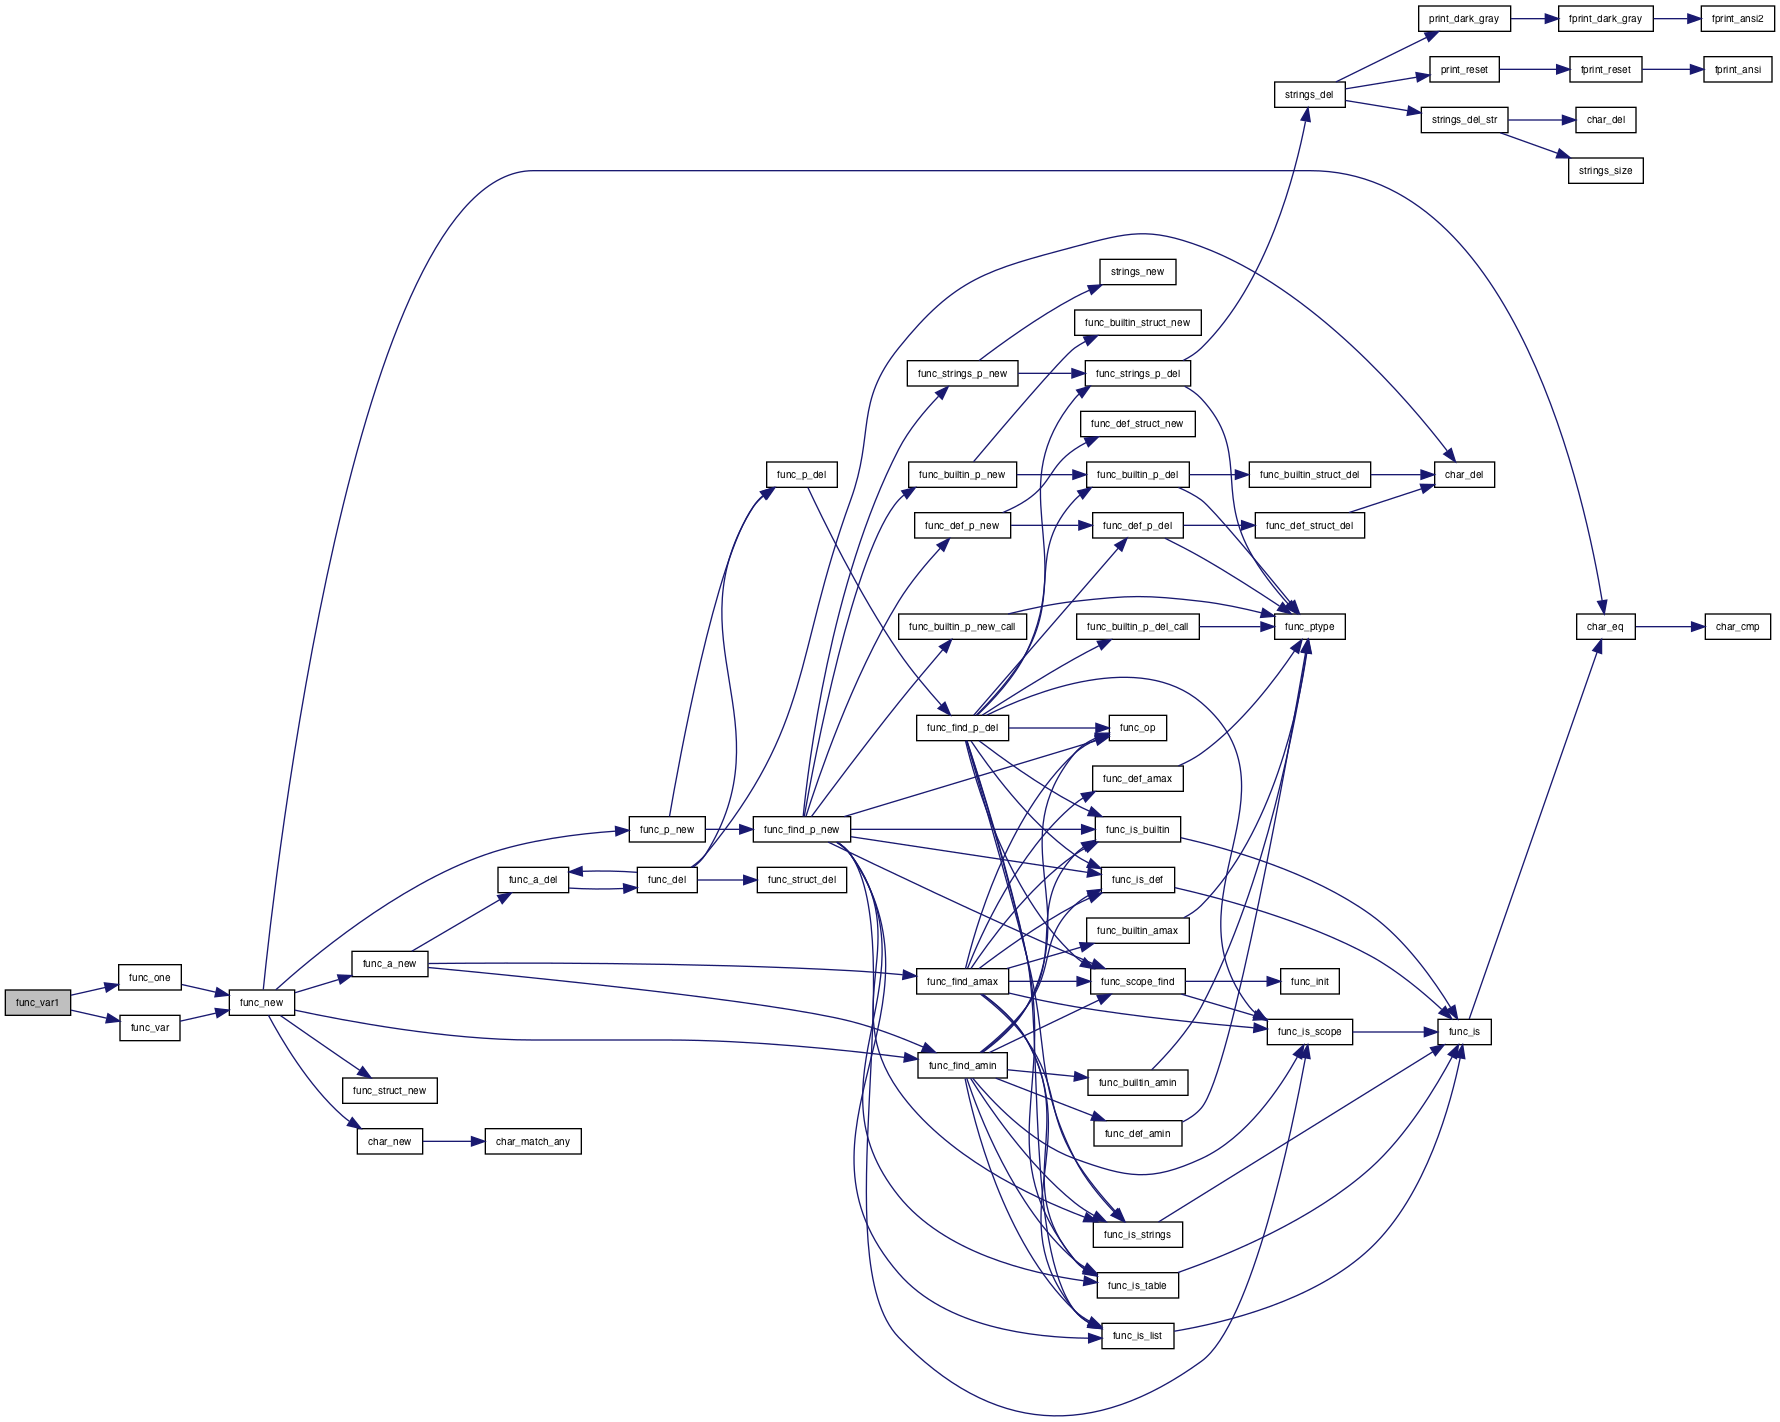 print_dark_gray
fprint_dark_gray
fprint_ansi2
print_reset
fprint_reset
fprint_ansi
strings_del
strings_del_str
char_del
strings_size
strings_new
func_builtin_struct_new
func_strings_p_new
func_strings_p_del
func_def_struct_new
func_p_del
func_builtin_p_new
func_builtin_p_del
func_builtin_struct_del
char_del
func_def_p_new
func_def_p_del
func_def_struct_del
func_builtin_p_new_call
func_builtin_p_del_call
func_ptype
char_eq
char_cmp
func_find_p_del
func_op
func_def_amax
func_p_new
func_find_p_new
func_is_builtin
func_a_del
func_del
func_struct_del
func_is_def
func_builtin_amax
func_a_new
func_one
func_find_amax
func_scope_find
func_init
func_var1
func_new
func_var
func_is_scope
func_is
func_find_amin
func_builtin_amin
func_struct_new
func_def_amin
char_new
char_match_any
func_is_strings
func_is_table
func_is_list